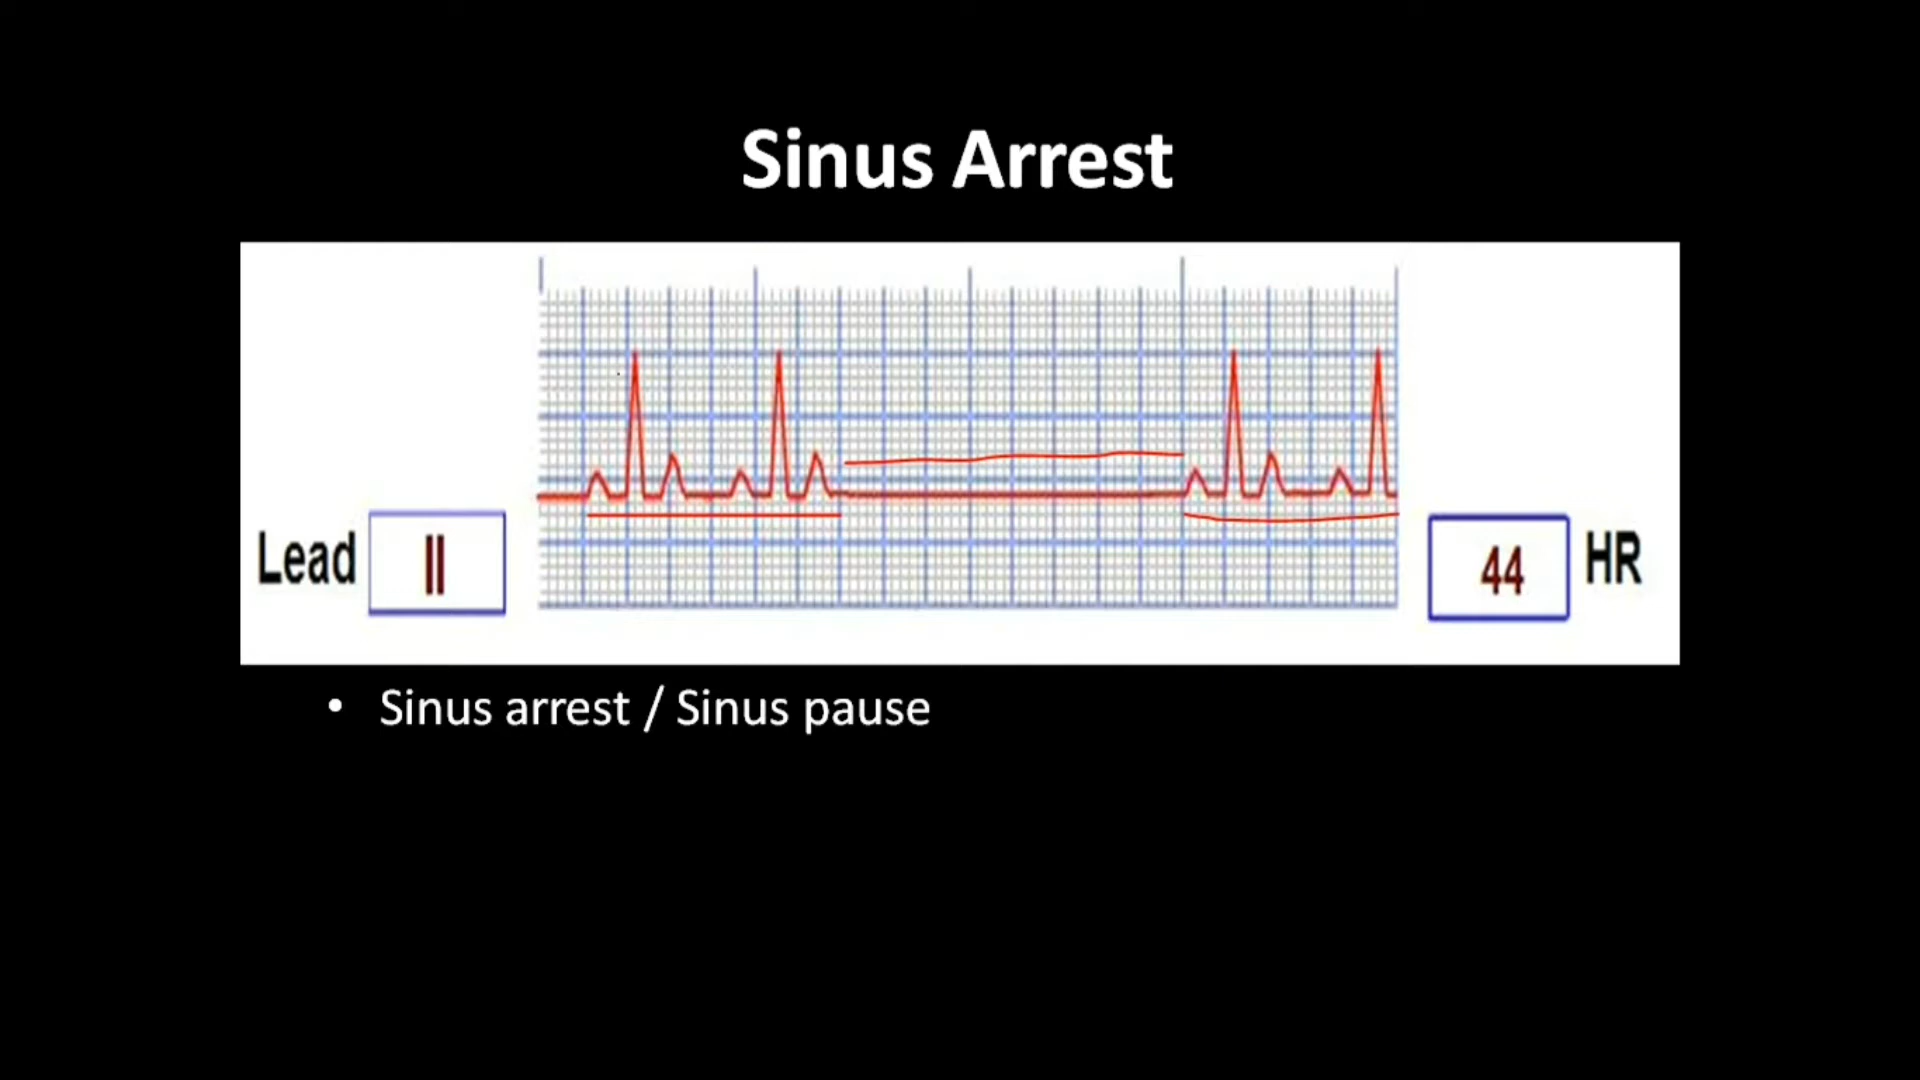 Sinus Arrest
Lead II 44 HR
• Sinus arrest / Sinus pause